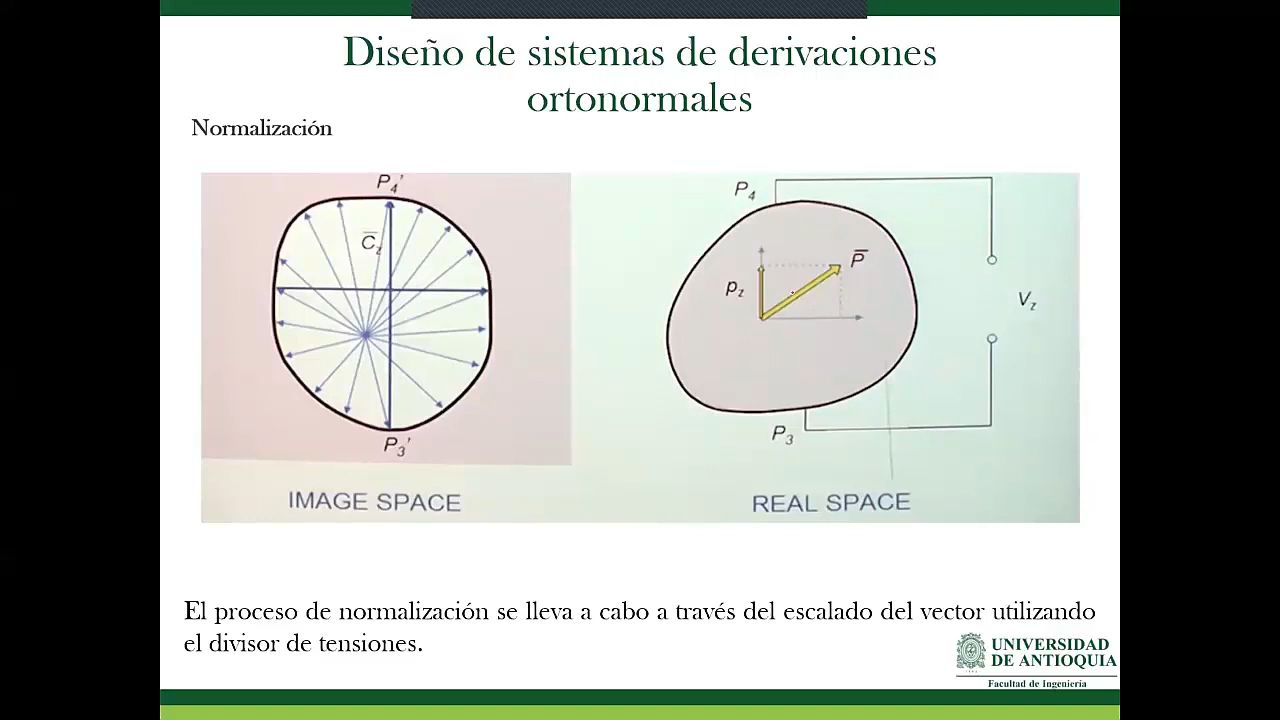 Diseño de sistemas de derivaciones
ortonormales
Normalización
P4'
C̅z
P3'
IMAGE SPACE
P4
P̅
pz
Vz
P3
REAL SPACE
El proceso de normalización se lleva a cabo a través del escalado del vector utilizando
el divisor de tensiones.
UNIVERSIDAD
DE ANTIOQUIA
Facultad de Ingeniería